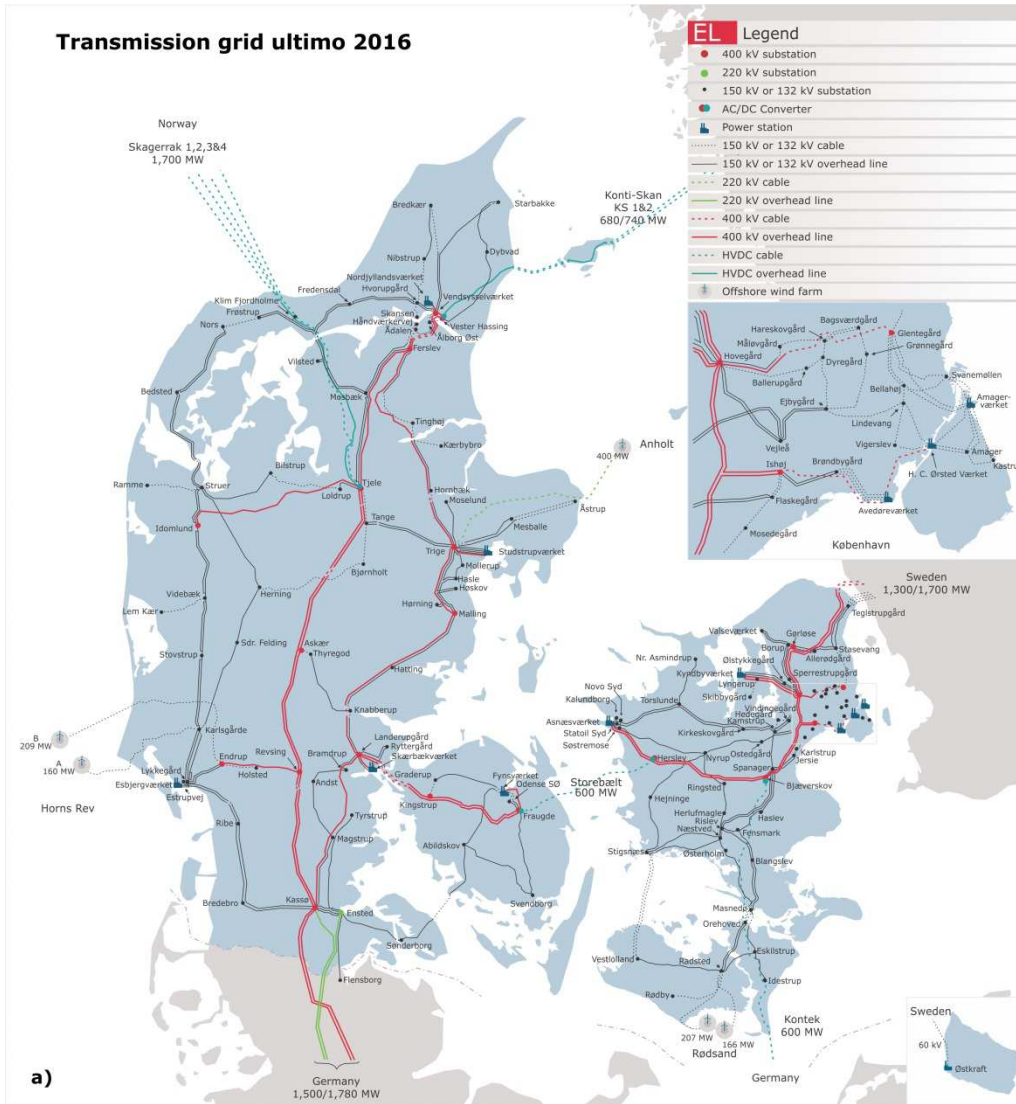 Transmission grid ultimo 2016
EL Legend
400 kV substation
220 kV substation
150 kV or 132 kV substation
AC/DC Converter
Power station
150 kV or 132 kV cable
150 kV or 132 kV overhead line
220 kV cable
220 kV overhead line
400 kV cable
400 kV overhead line
HVDC cable
HVDC overhead line
Offshore wind farm
Norway
Skagerrak 1,2,3&4
1,700 MW
Konti-Skan
KS 1&2
680/740 MW
Bredkær
Starbakke
Nibstrup
Dybvad
Nordjyllandsværket
Hvorupgård
Vendsysselværket
Fredensdal
Klim Fjordholme
Frøstrup
Nors
Skansen
Håndværkervej
Ådalen
Vester Hassing
Ålborg Øst
Ferslev
Vilsted
Bedsted
Mosbæk
Tinghøj
Kærbybro
Bilstrup
Ramme
Struer
Loldrup
Tjele
Hornbæk
Moselund
Idomlund
Tange
Mesballe
Åstrup
Anholt
400 MW
Trige
Studstrupværket
Mollerup
Hasle
Høskov
Bjørnholt
Herning
Videbæk
Lem Kær
Hørning
Malling
Sdr. Felding
Stovstrup
Askær
Thyregod
Hatting
Knabberup
Karlsgårde
B
209 MW
A
160 MW
Horns Rev
Endrup
Revsing
Holsted
Bramdrup
Landerupgård
Ryttergård
Skærbækværket
Lykkegård
Esbjergværket
Estrupvej
Andst
Graderup
Kingstrup
Fynsværket
Odense SØ
Fraugde
Ribe
Tyrstrup
Magstrup
Abildskov
Svendborg
Bredebro
Kassø
Ensted
Sønderborg
Flensborg
Germany
1,500/1,780 MW
a)
Storebælt
600 MW
Hareskovgård
Bagsværdgård
Glentegård
Måløvgård
Grønnegård
Hovegård
Dyregård
Ballerupgård
Svanemøllen
Bellahøj
Amager-
værket
Ejbygård
Lindevang
Vejleå
Vigerslev
Amager
Kastrup
Ishøj
Brøndbygård
H. C. Ørsted Værket
Flaskegård
Avedøreværket
Mosedegård
København
Sweden
1,300/1,700 MW
Teglstrupgård
Valseværket
Gørløse
Borup
Stasevang
Allerødgård
Nr. Asmindrup
Ølstykkegård
Kyndbyværket
Lyngerup
Sperrestrupgård
Skibbygård
Novo Syd
Kalundborg
Torslunde
Vindingegård
Hedegård
Kamstrup
Asnæsværket
Statoil Syd
Søstremose
Kirkeskovgård
Ostedgård
Karlstrup
Jersie
Herslev
Nyrup
Spanager
Bjæverskov
Ringsted
Hejninge
Herlufmagle
Rislev
Næstved
Haslev
Fensmark
Stigsnæs
Østerholm
Blangslev
Masnedø
Orehoved
Eskilstrup
Vestlolland
Radsted
Idestrup
Rødby
207 MW
166 MW
Rødsand
Kontek
600 MW
Germany
Sweden
60 kV
Østkraft